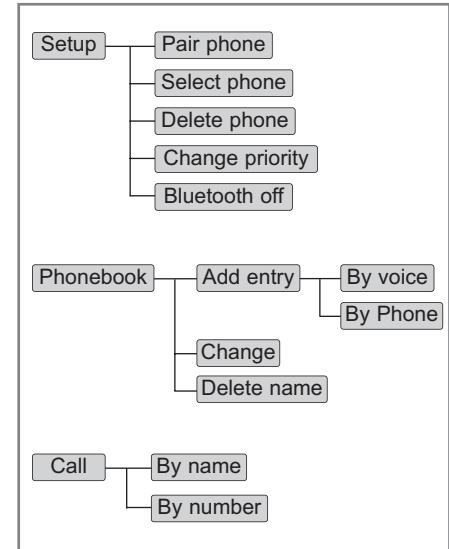 Setup
Pair phone
Select phone
Delete phone
Change priority
Bluetooth off
Phonebook
Add entry
By voice
By Phone
Change
Delete name
Call
By name
By number